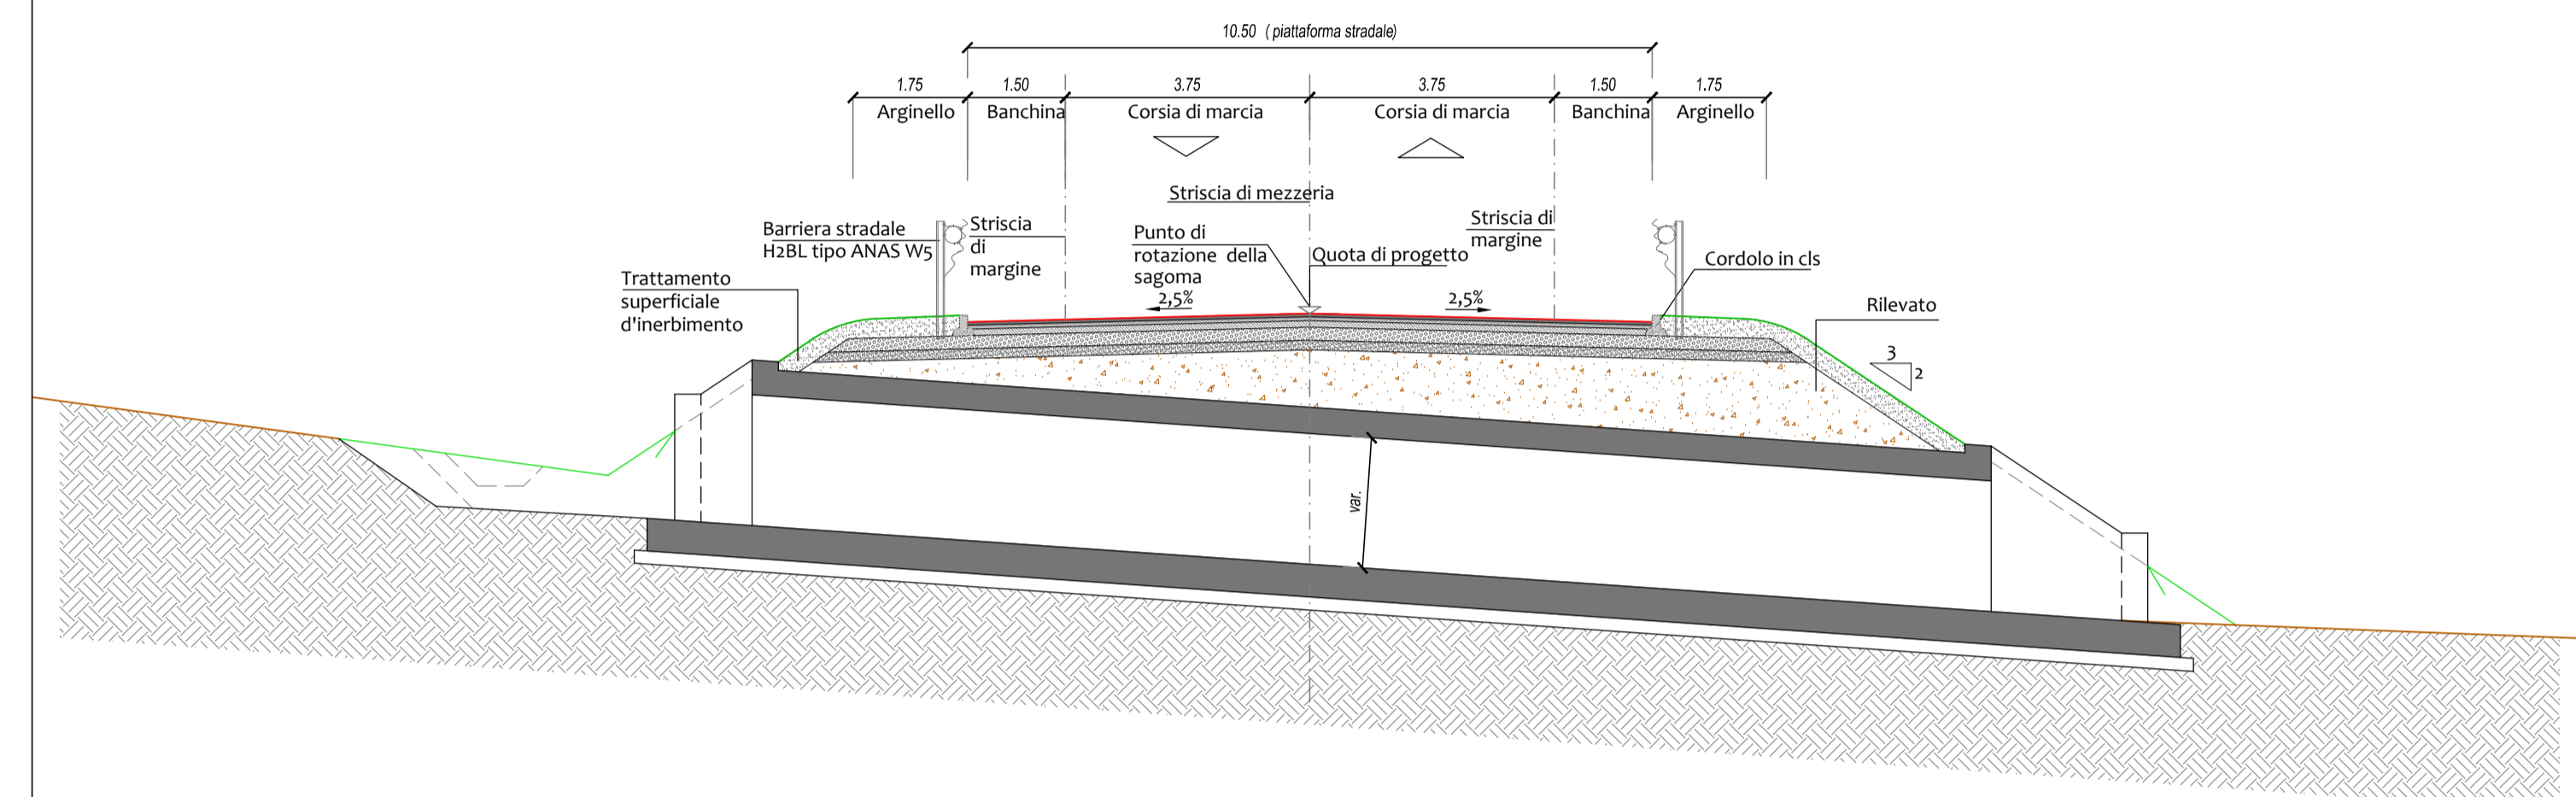 10.50 ( piattaforma stradale)
1.75 1.50 3.75 3.75 1.50 1.75
Arginello Banchina Corsia di marcia Corsia di marcia Banchina Arginello
Striscia di mezzeria
Barriera stradale
H2BL tipo ANAS W5
Striscia
di
margine
Punto di
rotazione della
sagoma
Quota di progetto
Striscia di
margine
Cordolo in cls
Trattamento
superficiale
d'inerbimento
2,5% 2,5%
Rilevato
3
2
var.